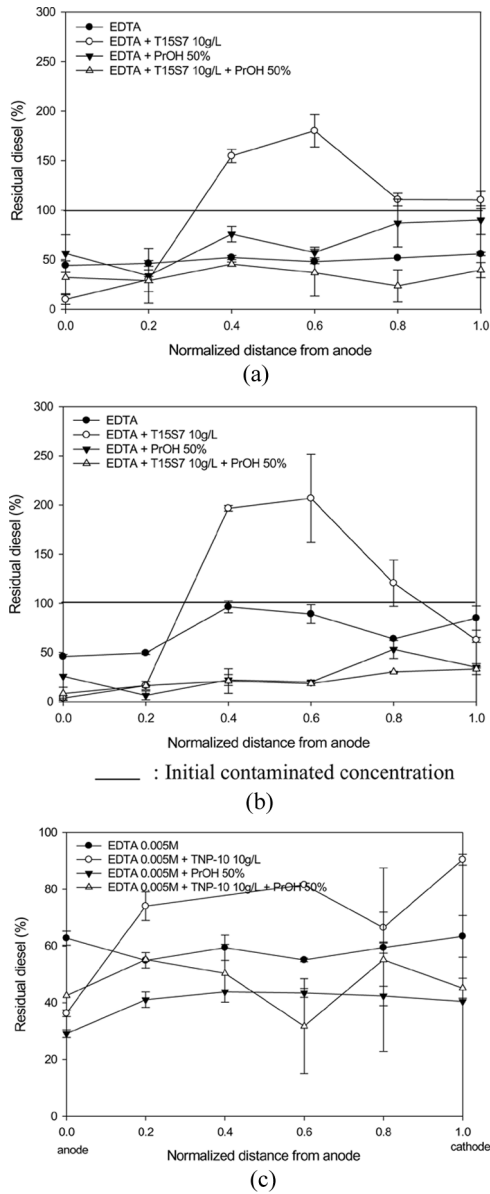 300
250
200
150
100
50
0
Residual diesel (%)
EDTA
EDTA + T15S7 10g/L
EDTA + PrOH 50%
EDTA + T15S7 10g/L + PrOH 50%
0.0 0.2 0.4 0.6 0.8 1.0
Normalized distance from anode
(a)
300
250
200
150
100
50
0
Residual diesel (%)
EDTA
EDTA + T15S7 10g/L
EDTA + PrOH 50%
EDTA + T15S7 10g/L + PrOH 50%
0.0 0.2 0.4 0.6 0.8 1.0
Normalized distance from anode
: Initial contaminated concentration
(b)
100
80
60
40
20
0
Residual diesel (%)
EDTA 0.005M
EDTA 0.005M + TNP-10 10g/L
EDTA 0.005M + PrOH 50%
EDTA 0.005M + TNP-10 10g/L + PrOH 50%
0.0 0.2 0.4 0.6 0.8 1.0
anode Normalized distance from anode cathode
(c)